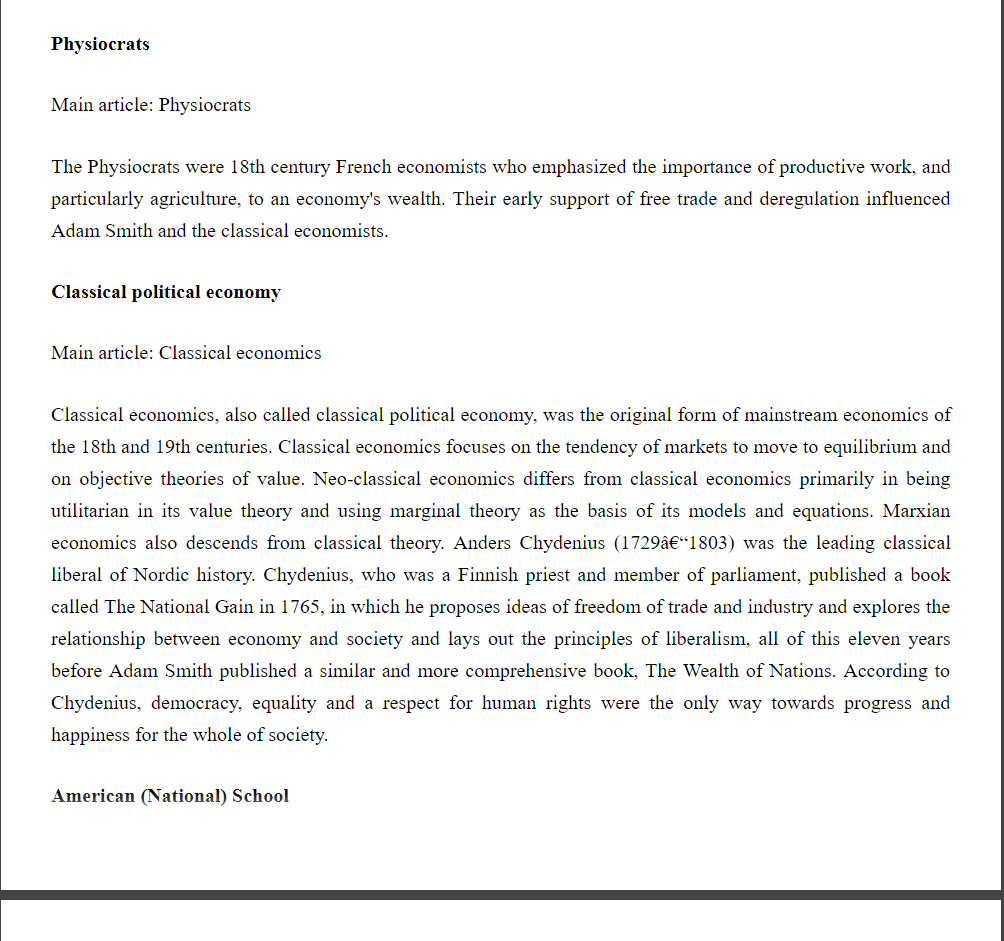 Physiocrats
Main article: Physiocrats
The Physiocrats were 18th century French economists who emphasized the importance of productive work, and
particularly agriculture, to an economy's wealth. Their early support of free trade and deregulation influenced
Adam Smith and the classical economists.
Classical political economy
Main article: Classical economics
Classical economics, also called classical political economy, was the original form of mainstream economics of
the 18th and 19th centuries. Classical economics focuses on the tendency of markets to move to equilibrium and
on objective theories of value. Neo-classical economics differs from classical economics primarily in being
utilitarian in its value theory and using marginal theory as the basis of its models and equations. Marxian
economics also descends from classical theory. Anders Chydenius (1729â€“1803) was the leading classical
liberal of Nordic history. Chydenius, who was a Finnish priest and member of parliament, published a book
called The National Gain in 1765, in which he proposes ideas of freedom of trade and industry and explores the
relationship between economy and society and lays out the principles of liberalism, all of this eleven years
before Adam Smith published a similar and more comprehensive book, The Wealth of Nations. According to
Chydenius, democracy, equality and a respect for human rights were the only way towards progress and
happiness for the whole of society.
American (National) School